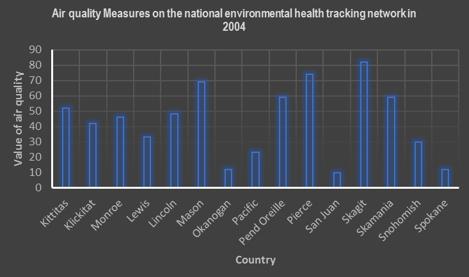 Air quality Measures on the national environmental health tracking network in
2004
Value of air quality
90
80
70
60
50
40
30
20
10
0
Kittitas
Klickitat
Monroe
Lewis
Lincoln
Mason
Okanogan
Pacific
Pend Oreille
Pierce
San Juan
Skagit
Skamania
Snohomish
Spokane
Country